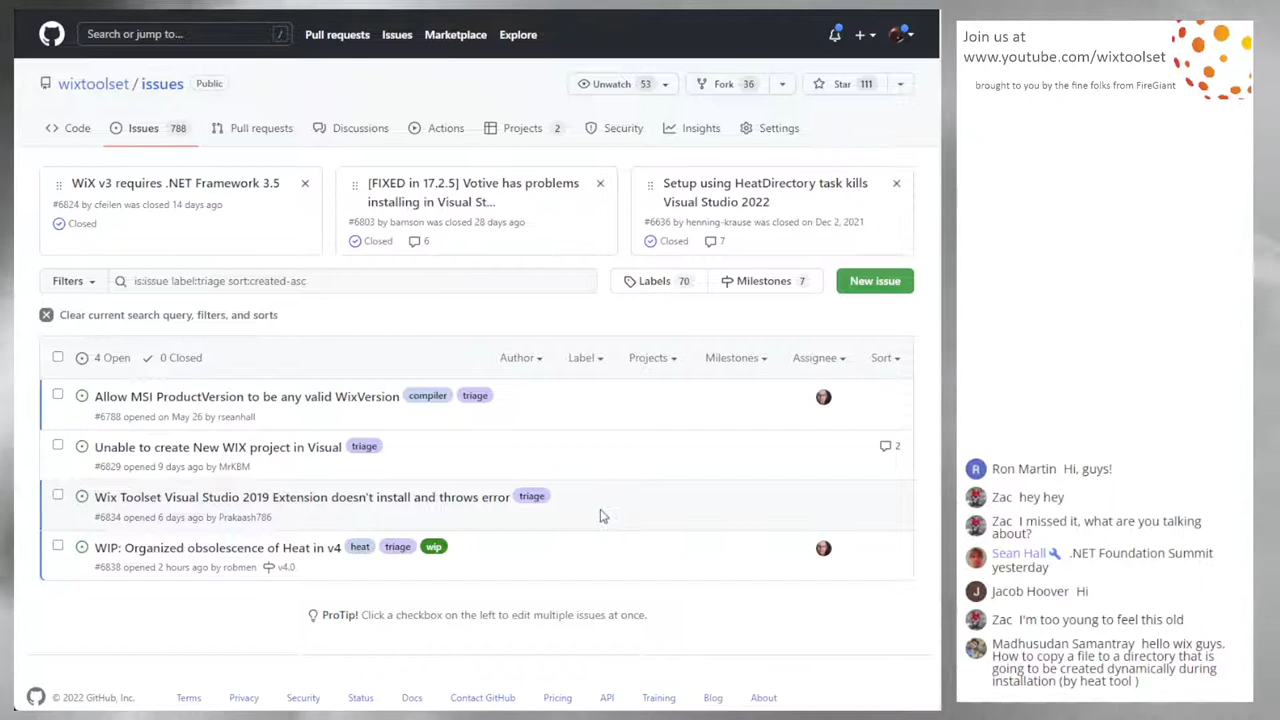 Search or jump to...
/
Pull requests
Issues
Marketplace
Explore
wixtoolset / issues
Public
Unwatch 53
Fork 36
Star 111
Code
Issues 788
Pull requests
Discussions
Actions
Projects 2
Security
Insights
Settings
WiX v3 requires .NET Framework 3.5
#6824 by cfeilen was closed 14 days ago
Closed
[FIXED in 17.2.5] Votive has problems
installing in Visual St...
#6803 by barnson was closed 28 days ago
Closed 6
Setup using HeatDirectory task kills
Visual Studio 2022
#6636 by henning-krause was closed on Dec 2, 2021
Closed 7
Filters
is:issue label:triage sort:created-asc
Labels 70
Milestones 7
New issue
Clear current search query, filters, and sorts
4 Open
0 Closed
Author
Label
Projects
Milestones
Assignee
Sort
Allow MSI ProductVersion to be any valid WixVersion compiler triage
#6788 opened on May 26 by rseanhall
Unable to create New WIX project in Visual triage
2
#6829 opened 9 days ago by MrKBM
Wix Toolset Visual Studio 2019 Extension doesn't install and throws error triage
#6834 opened 6 days ago by Prakaash786
WIP: Organized obsolescence of Heat in v4 heat triage wip
#6838 opened 2 hours ago by robmen v4.0
ProTip! Click a checkbox on the left to edit multiple issues at once.
© 2022 GitHub, Inc.
Terms
Privacy
Security
Status
Docs
Contact GitHub
Pricing
API
Training
Blog
About
Join us at
www.youtube.com/wixtoolset
brought to you by the fine folks from FireGiant
R
Ron Martin Hi, guys!
Zac hey hey
Zac I missed it, what are you talking
about?
Sean Hall .NET Foundation Summit
yesterday
J
Jacob Hoover Hi
Zac I'm too young to feel this old
Madhusudan Samantray hello wix guys.
How to copy a file to a directory that is
going to be created dynamically during
installation (by heat tool )